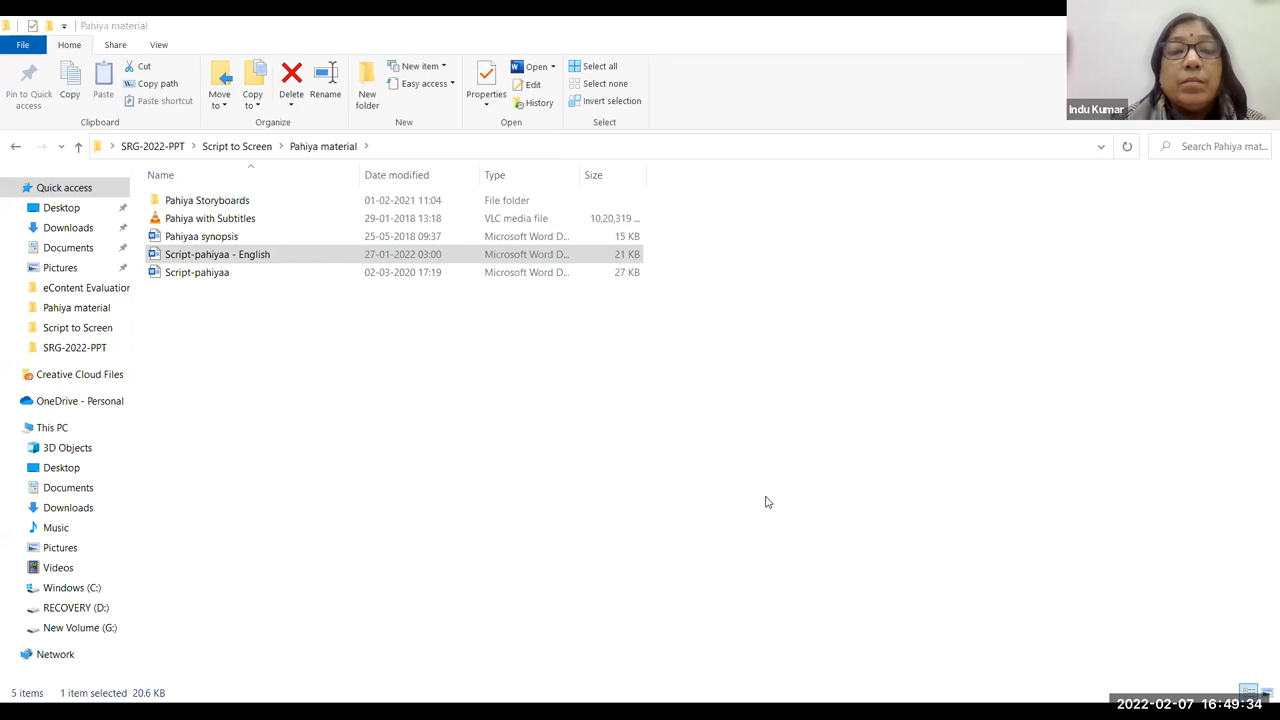 Pahiya material
File Home Share View
Pin to Quick access
Copy
Paste
Cut
Copy path
Paste shortcut
Clipboard
Move to
Copy to
Delete
Rename
Organize
New folder
New item
Easy access
New
Properties
Open
Edit
History
Open
Select all
Select none
Invert selection
Select
Indu Kumar
SRG-2022-PPT > Script to Screen > Pahiya material >
Search Pahiya mat...
Name Date modified Type Size
Pahiya Storyboards 01-02-2021 11:04 File folder
Pahiya with Subtitles 29-01-2018 13:18 VLC media file 10,20,319 ...
Pahiyaa synopsis 25-05-2018 09:37 Microsoft Word D... 15 KB
Script-pahiyaa - English 27-01-2022 03:00 Microsoft Word D... 21 KB
Script-pahiyaa 02-03-2020 17:19 Microsoft Word D... 27 KB
Quick access
Desktop
Downloads
Documents
Pictures
eContent Evaluation
Pahiya material
Script to Screen
SRG-2022-PPT
Creative Cloud Files
OneDrive - Personal
This PC
3D Objects
Desktop
Documents
Downloads
Music
Pictures
Videos
Windows (C:)
RECOVERY (D:)
New Volume (G:)
Network
5 items 1 item selected 20.6 KB
2022-02-07 16:49:34